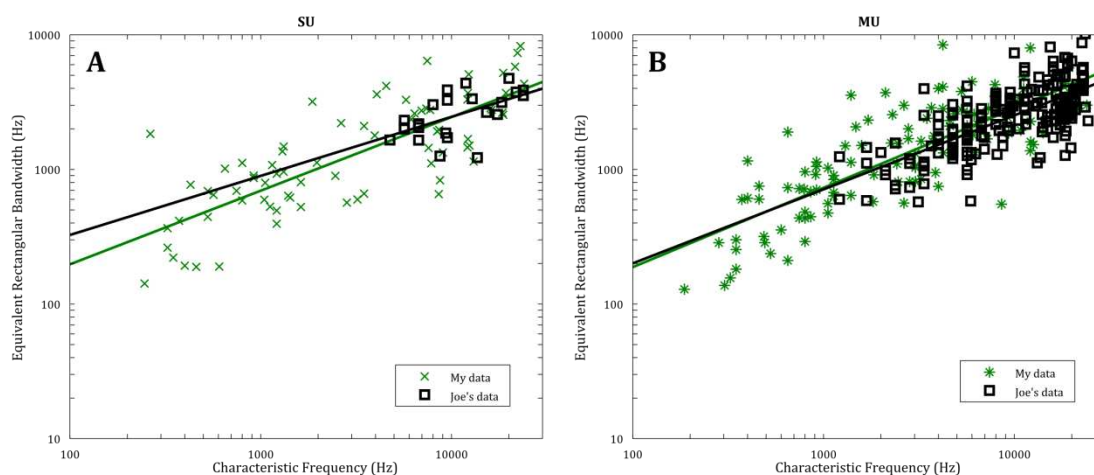 SU
A
Equivalent Rectangular Bandwidth (Hz)
10000
1000
100
10
My data
Joe's data
100
1000
10000
Characteristic Frequency (Hz)
MU
B
Equivalent Rectangular Bandwidth (Hz)
10000
1000
100
10
My data
Joe's data
100
1000
10000
Characteristic Frequency (Hz)